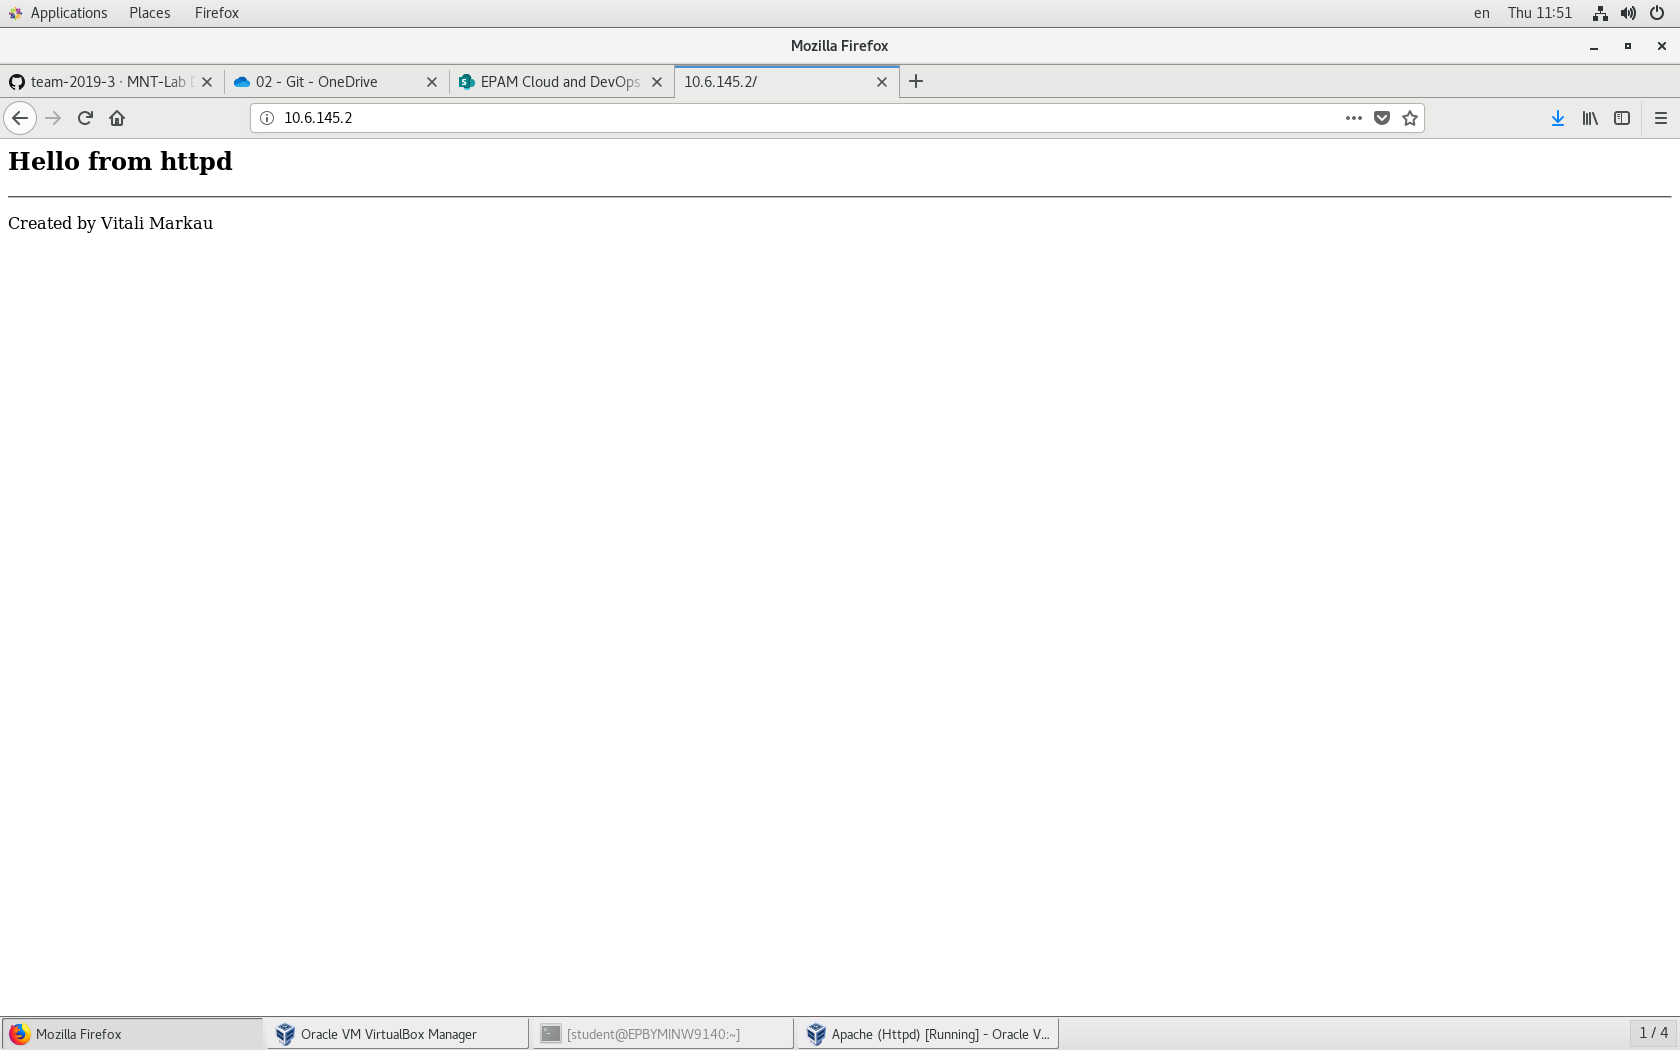 Applications Places Firefox en Thu 11:51
Mozilla Firefox
team-2019-3 · MNT-Lab 02 - Git - OneDrive EPAM Cloud and DevOps 10.6.145.2/
10.6.145.2
Hello from httpd
Created by Vitali Markau
Mozilla Firefox Oracle VM VirtualBox Manager [student@EPBYMINW9140:~] Apache (Httpd) [Running] - Oracle V... 1 / 4